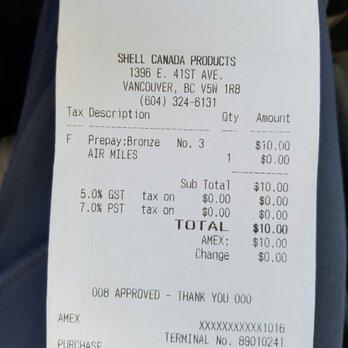 SHELL CANADA PRODUCTS
1396 E. 41ST AVE.
VANCOUVER, BC V5W 1R8
(604) 324-6131
Tax Description Qty Amount
F Prepay:Bronze No. 3 $10.00
AIR MILES 1 $0.00
Sub Total $10.00
5.0% GST tax on $0.00 $0.00
7.0% PST tax on $0.00 $0.00
TOTAL $10.00
AMEX: $10.00
Change $0.00
008 APPROVED - THANK YOU 000
AMEX XXXXXXXXXXX1016
TERMINAL No. 89010241
PURCHASE